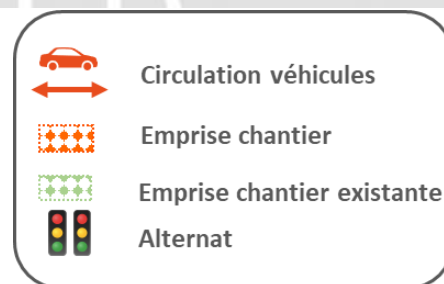 Circulation véhicules
Emprise chantier
Emprise chantier existante
Alternat